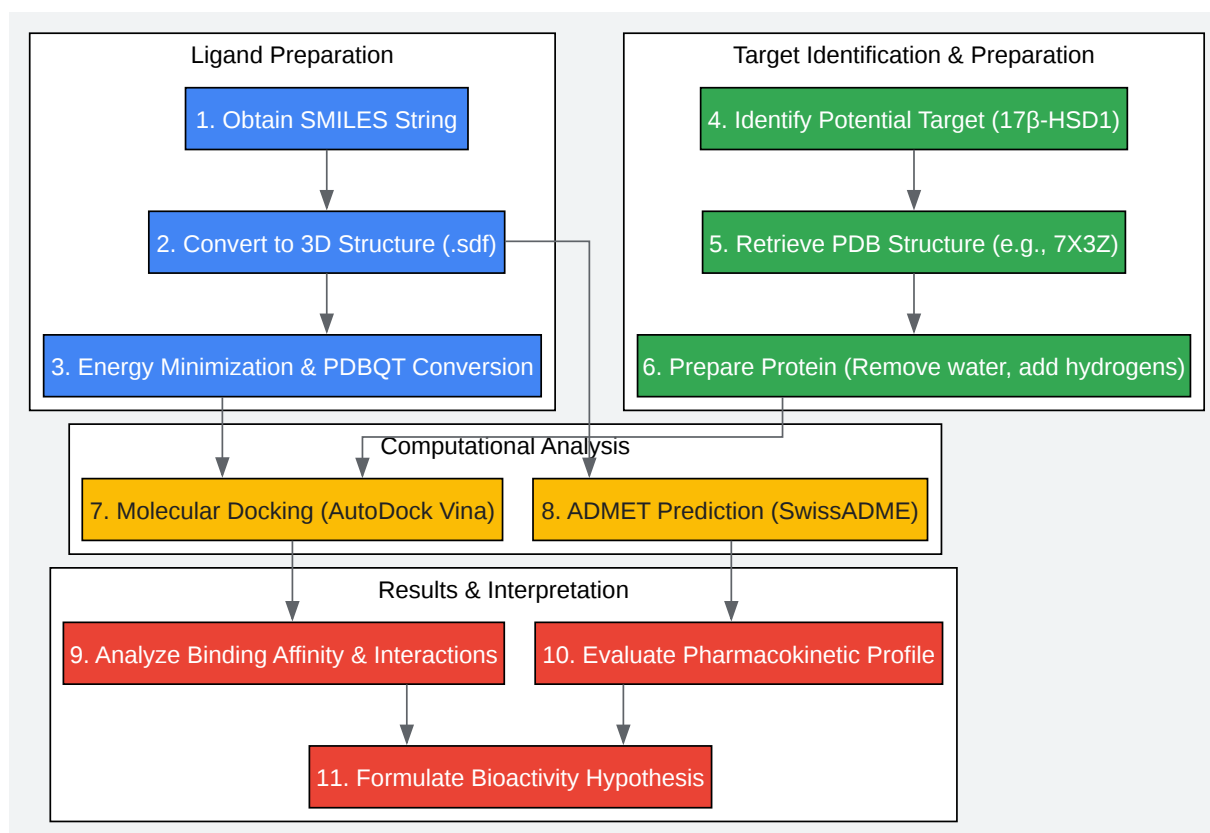 Ligand Preparation
1. Obtain SMILES String
2. Convert to 3D Structure (.sdf)
3. Energy Minimization & PDBQT Conversion
Target Identification & Preparation
4. Identify Potential Target (17β-HSD1)
5. Retrieve PDB Structure (e.g., 7X3Z)
6. Prepare Protein (Remove water, add hydrogens)
Computational Analysis
7. Molecular Docking (AutoDock Vina)
8. ADMET Prediction (SwissADME)
Results & Interpretation
9. Analyze Binding Affinity & Interactions
10. Evaluate Pharmacokinetic Profile
11. Formulate Bioactivity Hypothesis